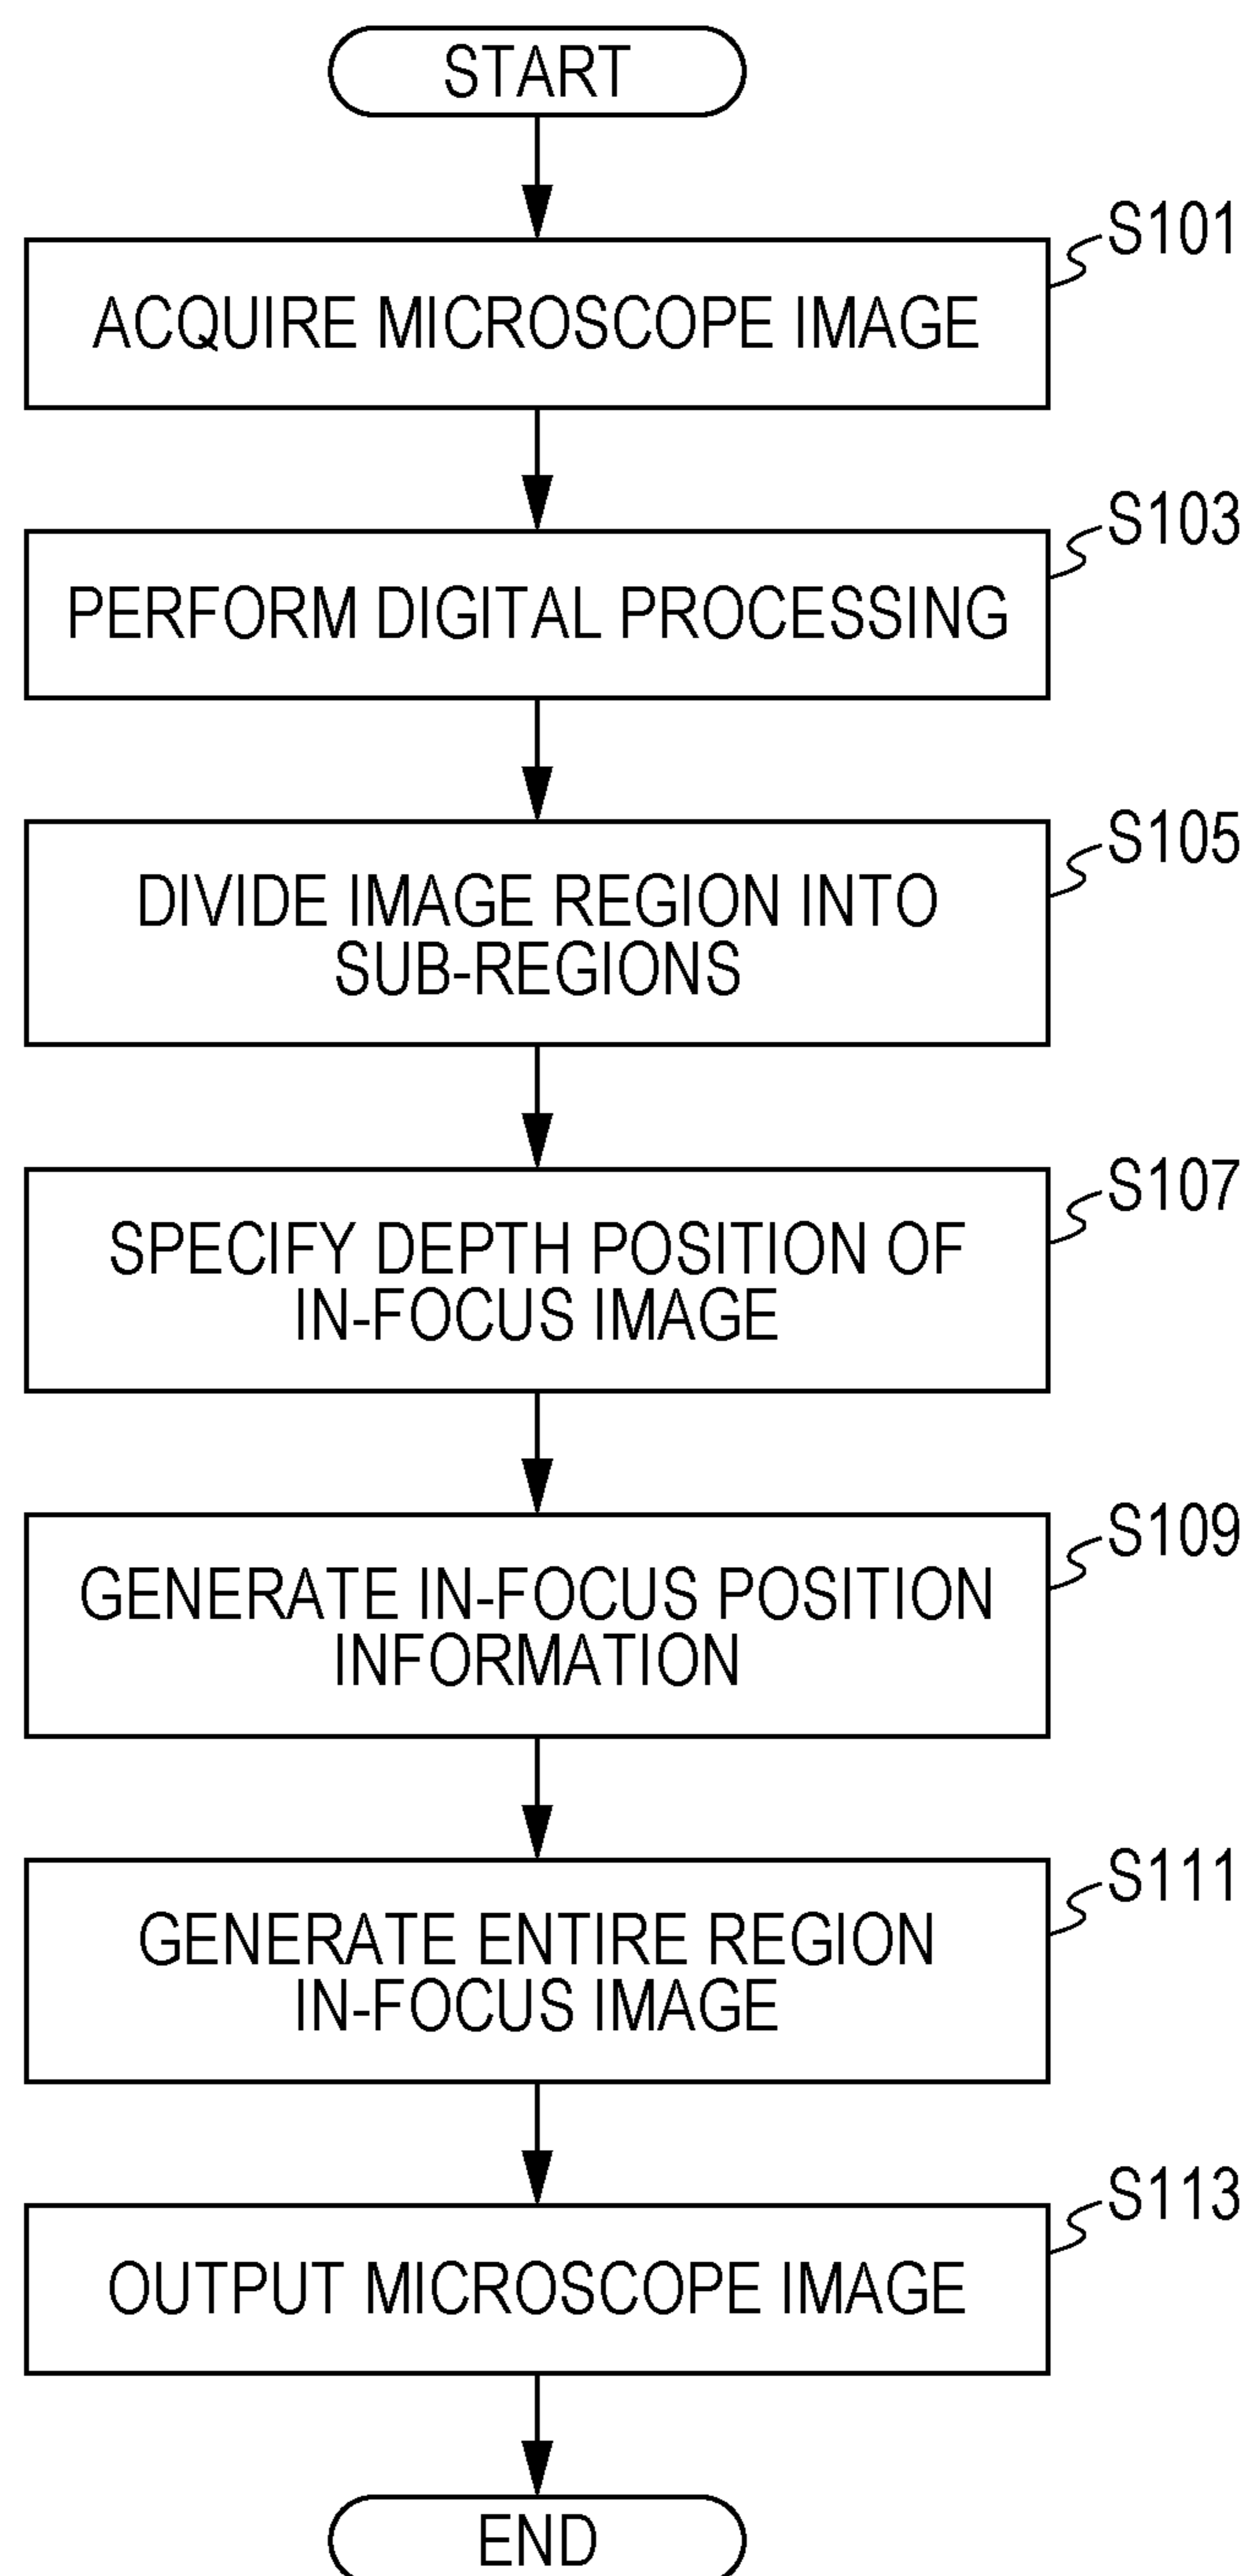 START
S101
ACQUIRE MICROSCOPE IMAGE
S103
PERFORM DIGITAL PROCESSING
S105
DIVIDE IMAGE REGION INTO
SUB-REGIONS
S107
SPECIFY DEPTH POSITION OF
IN-FOCUS IMAGE
S109
GENERATE IN-FOCUS POSITION
INFORMATION
S111
GENERATE ENTIRE REGION
IN-FOCUS IMAGE
S113
OUTPUT MICROSCOPE IMAGE
END